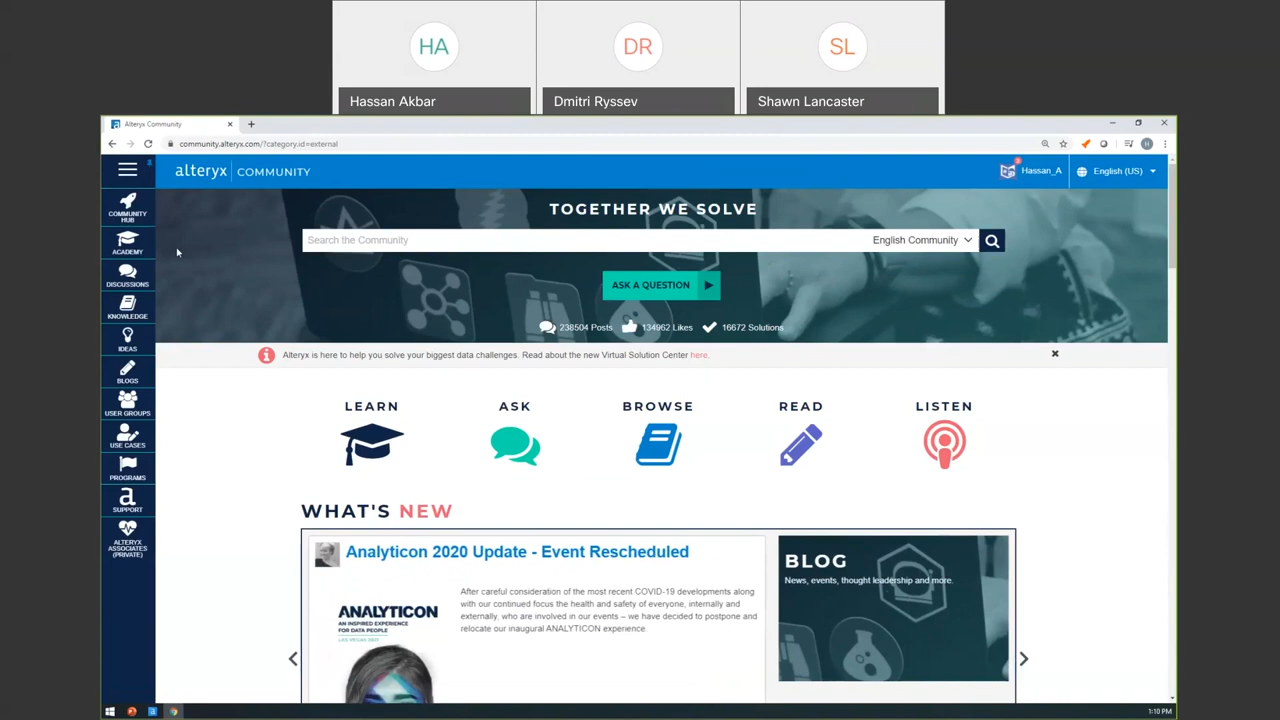 HA
DR
SL
Hassan Akbar
Dmitri Ryssev
Shawn Lancaster
Alteryx Community
community.alteryx.com/?category.id=external
H
alteryx COMMUNITY
Hassan_A
English (US)
COMMUNITY
HUB
ACADEMY
DISCUSSIONS
KNOWLEDGE
IDEAS
BLOGS
USER GROUPS
USE CASES
PROGRAMS
a
SUPPORT
ALTERYX
ASSOCIATES
(PRIVATE)
TOGETHER WE SOLVE
Search the Community
English Community
ASK A QUESTION
238504 Posts
134962 Likes
16672 Solutions
Alteryx is here to help you solve your biggest data challenges. Read about the new Virtual Solution Center here.
LEARN
ASK
BROWSE
READ
LISTEN
WHAT'S NEW
Analyticon 2020 Update - Event Rescheduled
After careful consideration of the most recent COVID-19 developments along
with our continued focus the health and safety of everyone, internally and
externally, who are involved in our events – we have decided to postpone and
relocate our inaugural ANALYTICON experience.
ANALYTICON
AN INSPIRED EXPERIENCE
FOR DATA PEOPLE
BLOG
News, events, thought leadership and more.
1:10 PM